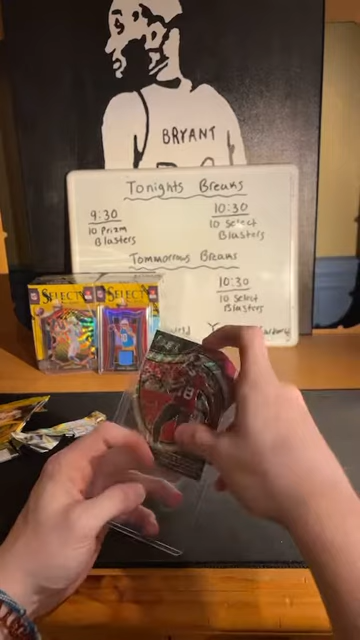 BRYANT
Tonights Breaks
9:30
10 Prizm
Blasters
10:30
10 Select
Blasters
Tommorrows Breaks
10:30
10 Select
Blasters
SELECT
SELECT